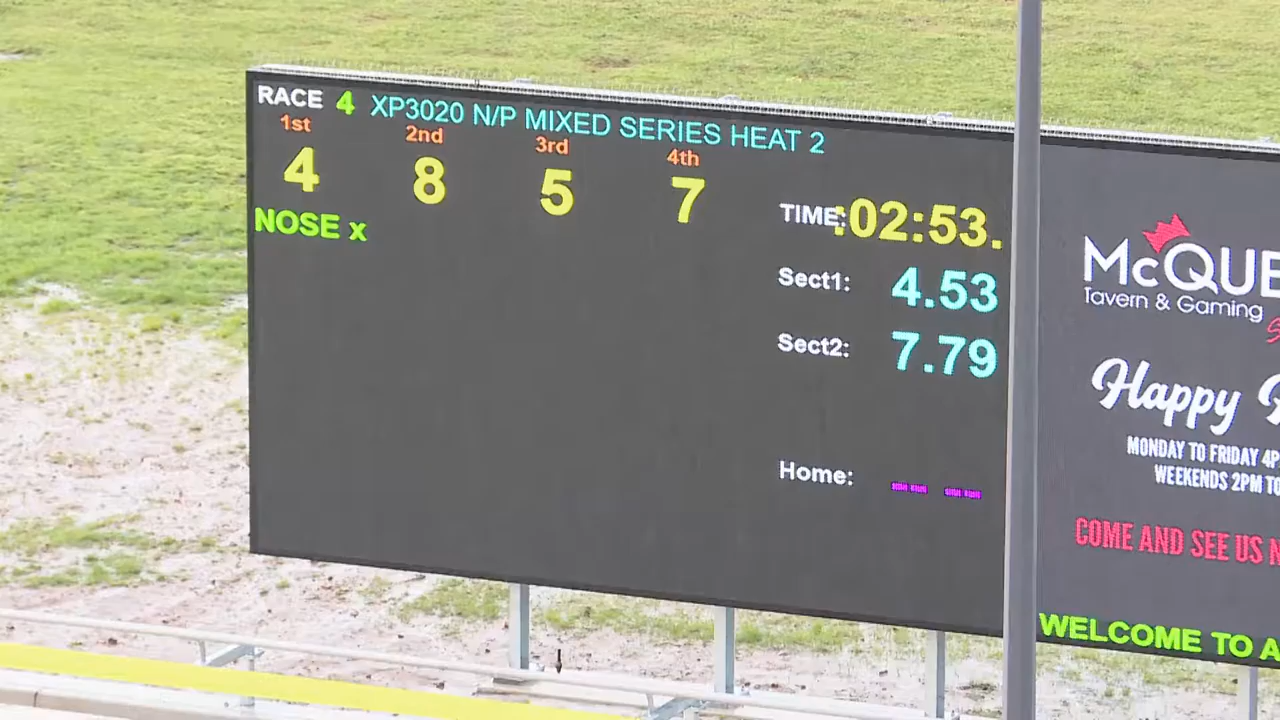 RACE 4 XP3020 N/P MIXED SERIES HEAT 2
1st 2nd 3rd 4th
4 8 5 7
NOSE x
TIME: :02:53.
Sect1: 4.53
Sect2: 7.79
Home:
McQUE
Tavern & Gaming
Happy
MONDAY TO FRIDAY 4P
WEEKENDS 2PM TO
COME AND SEE US
WELCOME TO A